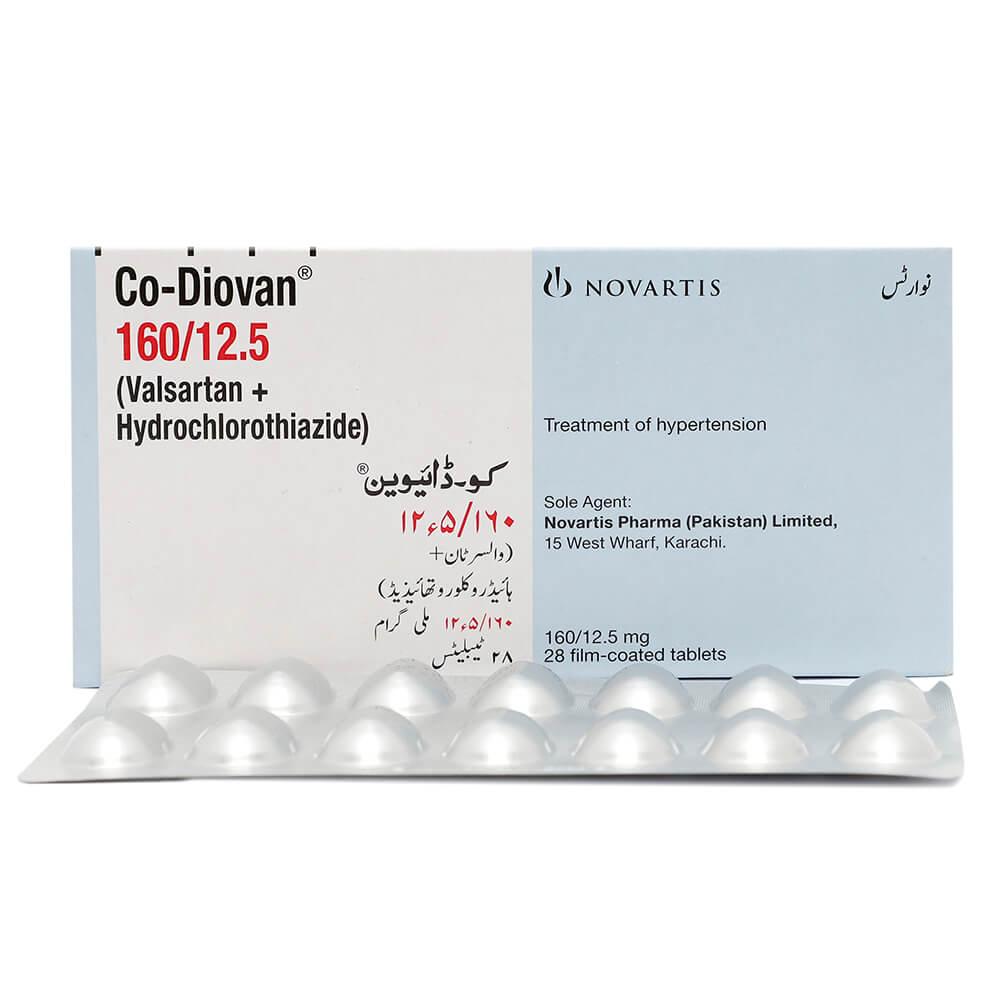 Co-Diovan®
160/12.5
(Valsartan +
Hydrochlorothiazide)
کو-ڈائیوین®
۱۲ء۵/۱۶۰
(والسرٹان+
ہائیڈروکلوروتھائیذیڈ)
۱۲ء۵/۱۶۰ ملی گرام
۲۸ ٹیبلیٹس
NOVARTIS
نوارٹس
Treatment of hypertension
Sole Agent:
Novartis Pharma (Pakistan) Limited,
15 West Wharf, Karachi.
160/12.5 mg
28 film-coated tablets